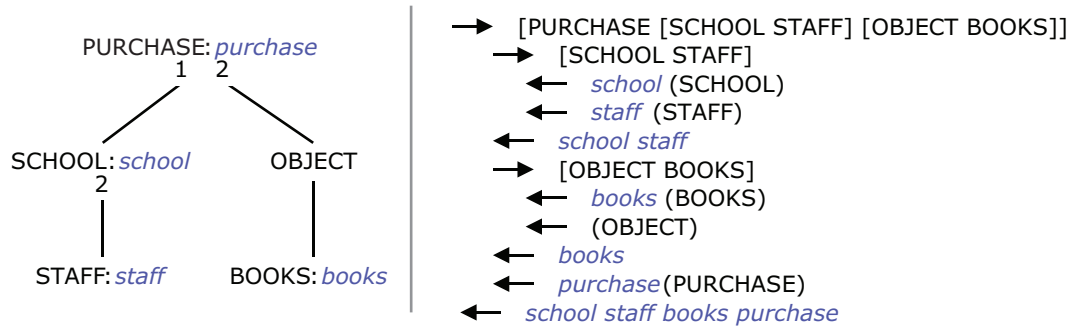 PURCHASE: purchase
1 2
SCHOOL: school
OBJECT
2
STAFF: staff
BOOKS: books
[PURCHASE [SCHOOL STAFF] [OBJECT BOOKS]]
[SCHOOL STAFF]
school (SCHOOL)
staff (STAFF)
school staff
[OBJECT BOOKS]
books (BOOKS)
(OBJECT)
books
purchase (PURCHASE)
school staff books purchase